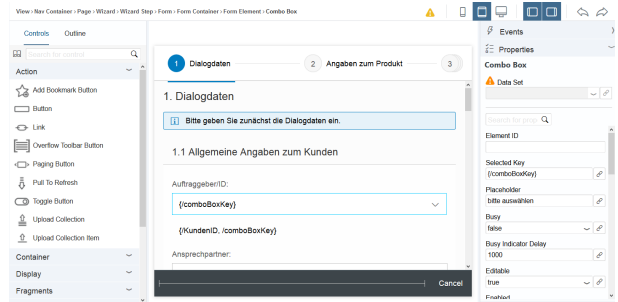 View › Nav Container › Page › Wizard › Wizard Step › Form › Form Container › Form Element › Combo Box
Controls Outline
Search for control
Action
Add Bookmark Button
Button
Link
Overflow Toolbar Button
Paging Button
Pull To Refresh
Toggle Button
Upload Collection
Upload Collection Item
Container
Display
Fragments
1 Dialogdaten 2 Angaben zum Produkt 3
1. Dialogdaten
Bitte geben Sie zunächst die Dialogdaten ein.
1.1 Allgemeine Angaben zum Kunden
Auftraggeber/ID:
{/comboBoxKey}
{/KundenID, /comboBoxKey}
Ansprechpartner:
Cancel
Events
Properties
Combo Box
Data Set
Search for prop
Element ID
Selected Key
{/comboBoxKey}
Placeholder
bitte auswählen
Busy
false
Busy Indicator Delay
1000
Editable
true
Enabled